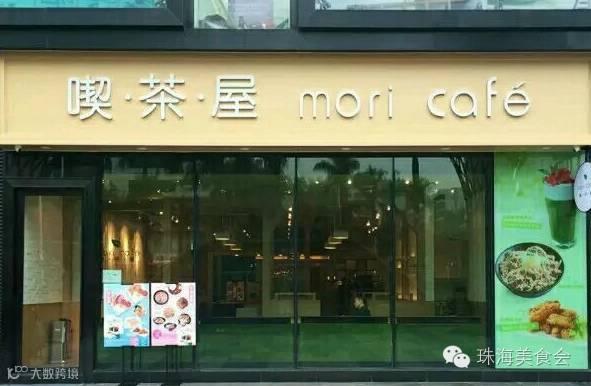 喫·茶·屋 mori café
珠海美食会
大数跨境